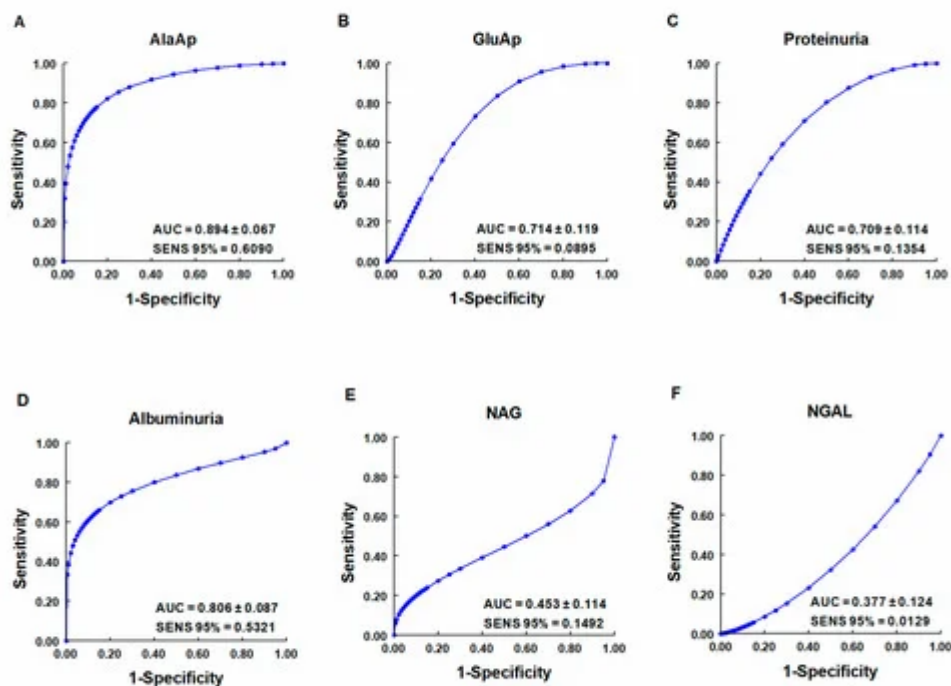 A
AlaAp
1.00
0.80
0.60
0.40
0.20
0.00
Sensitivity
AUC = 0.894 ± 0.067
SENS 95% = 0.6090
0.00 0.20 0.40 0.60 0.80 1.00
1-Specificity
B
GluAp
1.00
0.80
0.60
0.40
0.20
0.00
Sensitivity
AUC = 0.714 ± 0.119
SENS 95% = 0.0895
0.00 0.20 0.40 0.60 0.80 1.00
1-Specificity
C
Proteinuria
1.00
0.80
0.60
0.40
0.20
0.00
Sensitivity
AUC = 0.709 ± 0.114
SENS 95% = 0.1354
0.00 0.20 0.40 0.60 0.80 1.00
1-Specificity
D
Albuminuria
1.00
0.80
0.60
0.40
0.20
0.00
Sensitivity
AUC = 0.806 ± 0.087
SENS 95% = 0.5321
0.00 0.20 0.40 0.60 0.80 1.00
1-Specificity
E
NAG
1.00
0.80
0.60
0.40
0.20
0.00
Sensitivity
AUC = 0.453 ± 0.114
SENS 95% = 0.1492
0.00 0.20 0.40 0.60 0.80 1.00
1-Specificity
F
NGAL
1.00
0.80
0.60
0.40
0.20
0.00
Sensitivity
AUC = 0.377 ± 0.124
SENS 95% = 0.0129
0.00 0.20 0.40 0.60 0.80 1.00
1-Specificity